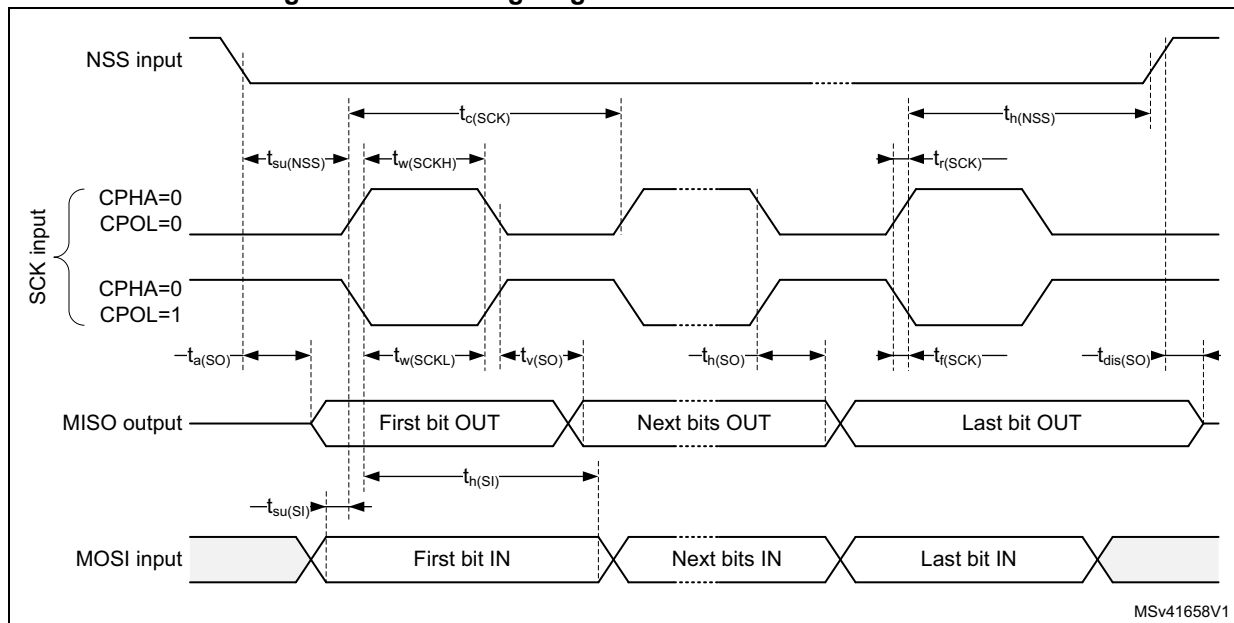 NSS input
tc(SCK)
th(NSS)
tsu(NSS)
tw(SCKH)
tr(SCK)
CPHA=0
CPOL=0
SCK input
CPHA=0
CPOL=1
ta(SO)
tw(SCKL)
tv(SO)
th(SO)
tf(SCK)
tdis(SO)
MISO output
First bit OUT
Next bits OUT
Last bit OUT
th(SI)
tsu(SI)
MOSI input
First bit IN
Next bits IN
Last bit IN
MSv41658V1